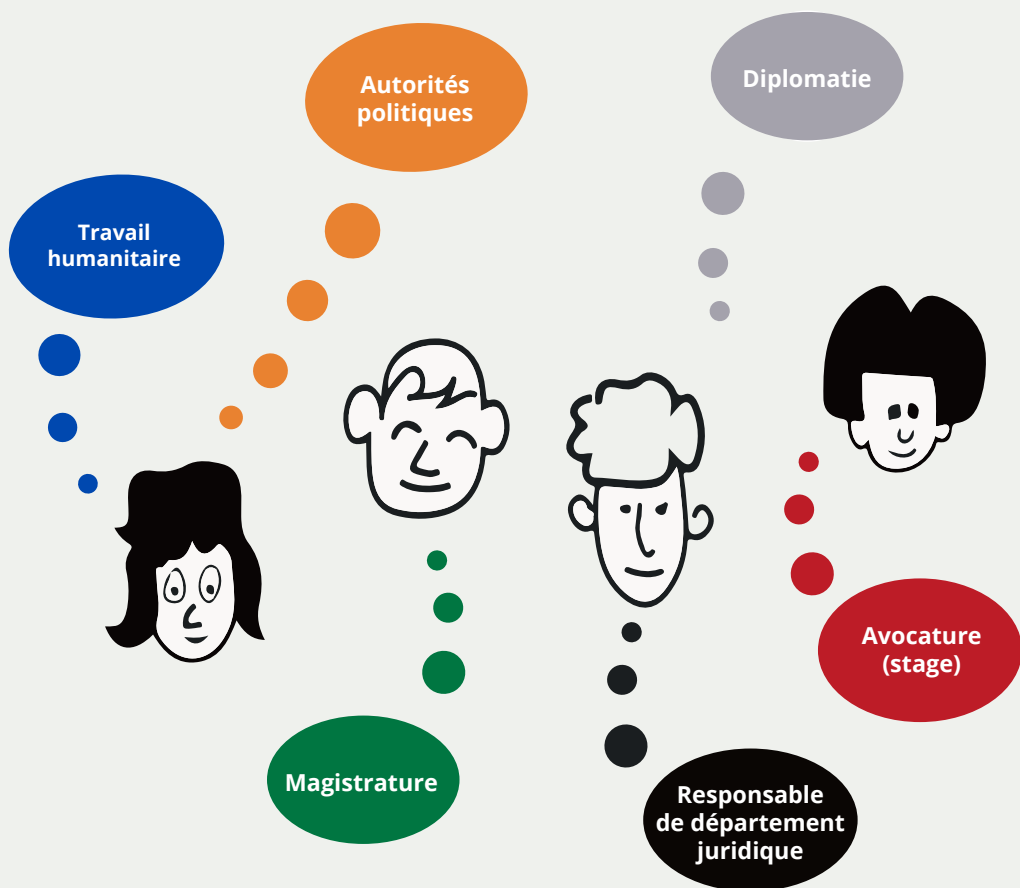 Autorités
politiques
Diplomatie
Travail
humanitaire
Avocature
(stage)
Magistrature
Responsable
de département
juridique